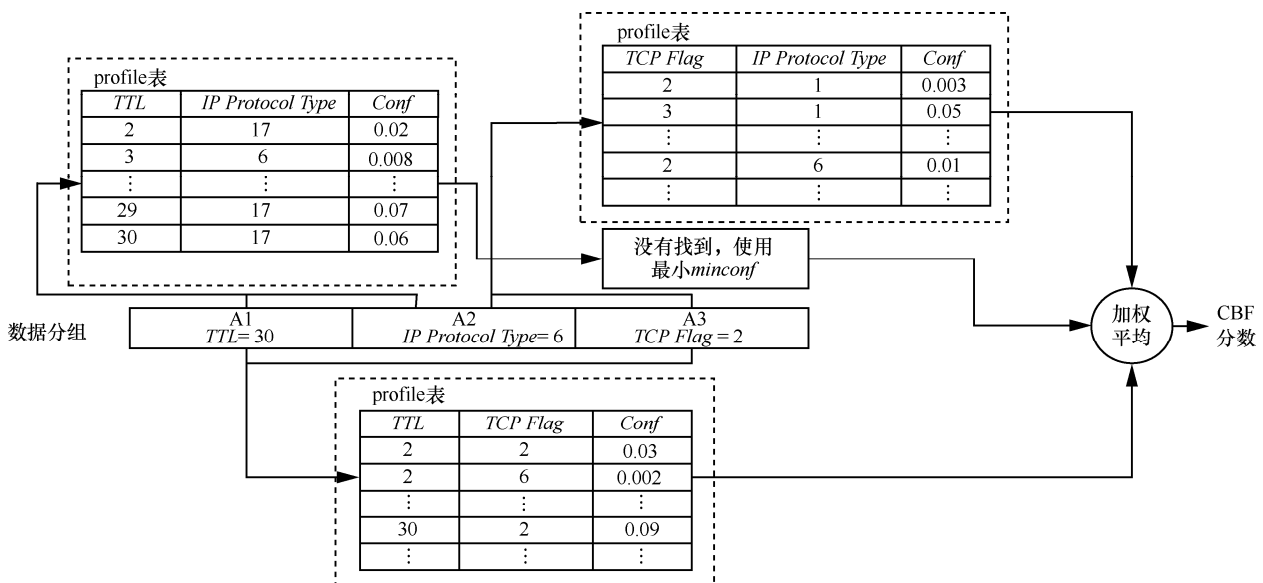 profile表
TCP Flag IP Protocol Type Conf
2 1 0.003
3 1 0.05
⋮ ⋮ ⋮
2 6 0.01
⋮ ⋮ ⋮
profile表
TTL IP Protocol Type Conf
2 17 0.02
3 6 0.008
⋮ ⋮ ⋮
29 17 0.07
30 17 0.06
没有找到，使用
最小minconf
数据分组
A1 A2 A3
TTL= 30 IP Protocol Type= 6 TCP Flag = 2
加权
平均
CBF
分数
profile表
TTL TCP Flag Conf
2 2 0.03
2 6 0.002
⋮ ⋮ ⋮
30 2 0.09
⋮ ⋮ ⋮